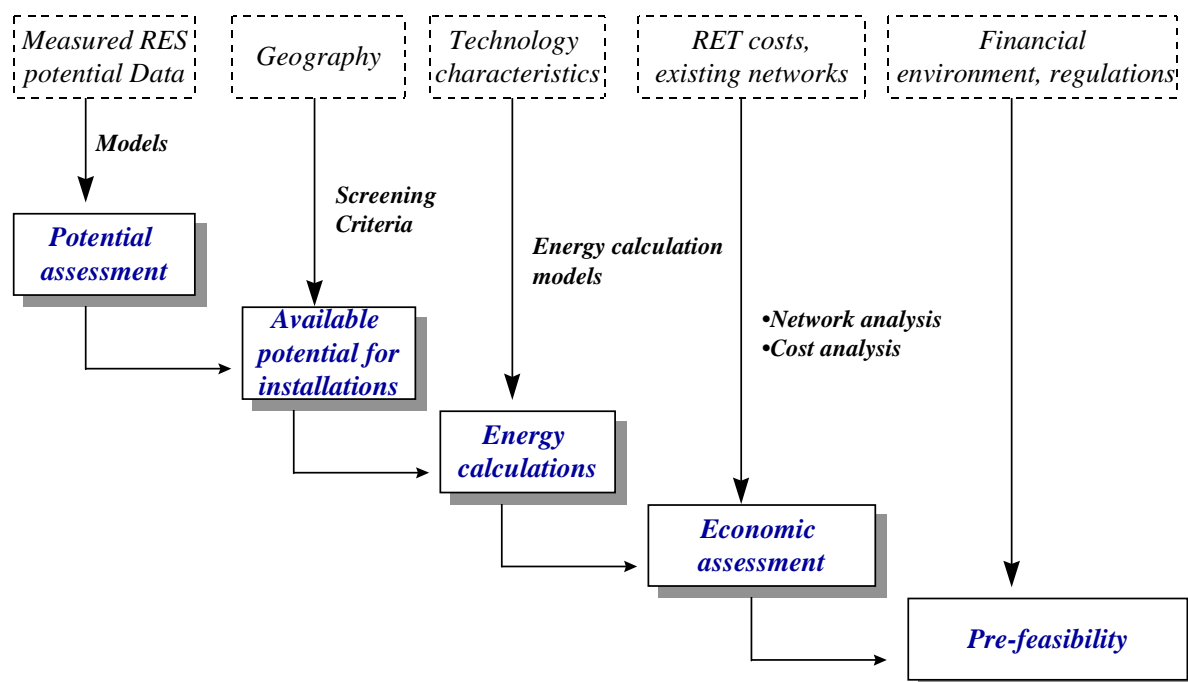 Measured RES
potential Data
Geography
Technology
characteristics
RET costs,
existing networks
Financial
environment, regulations
Models
Screening
Criteria
Potential
assessment
Energy calculation
models
Available
potential for
installations
•Network analysis
•Cost analysis
Energy
calculations
Economic
assessment
Pre-feasibility